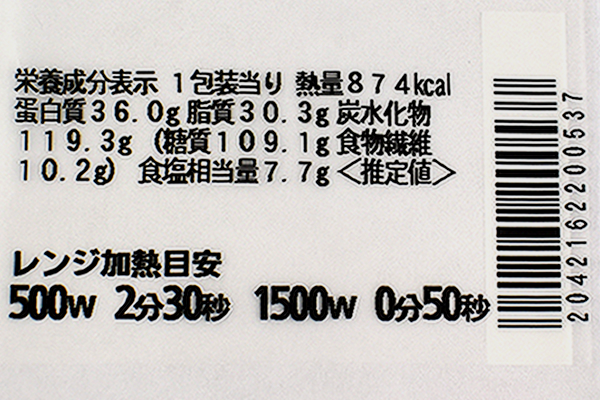 栄養成分表示 1包装当り 熱量874kcal
蛋白質36.0g 脂質30.3g 炭水化物
119.3g (糖質109.1g 食物繊維
10.2g) 食塩相当量7.7g <推定値>
レンジ加熱目安
500W 2分30秒 1500W 0分50秒
2042162200537